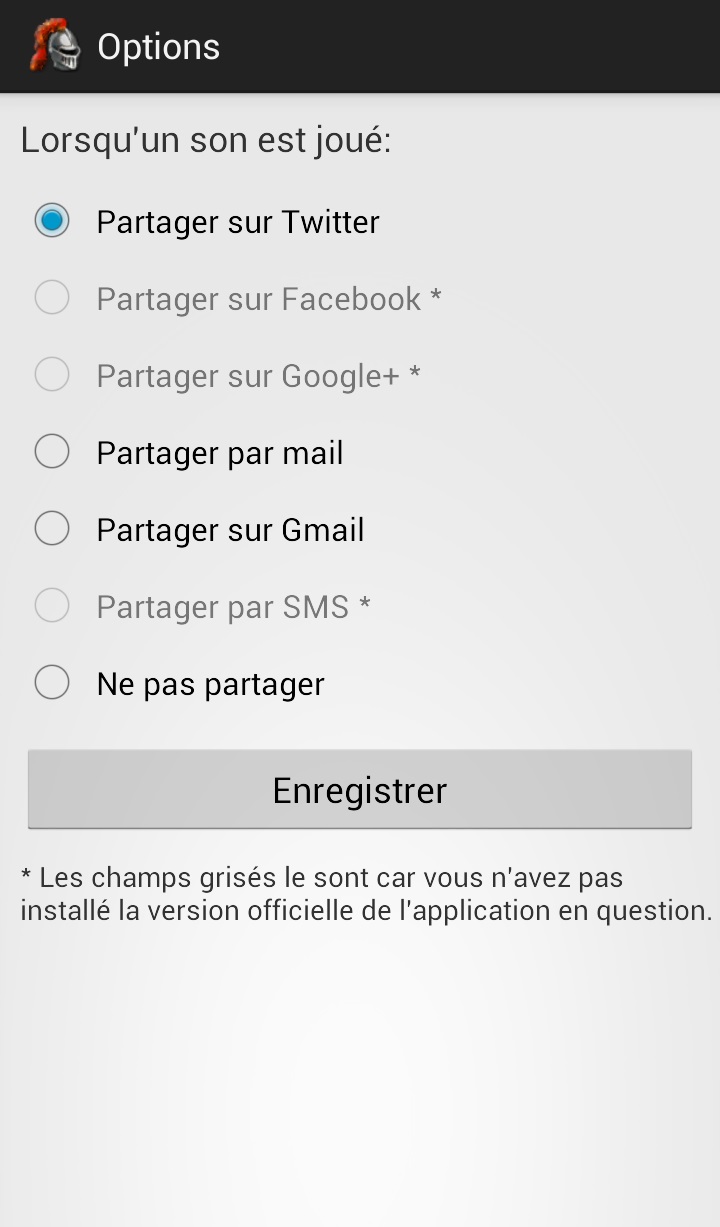 Options
Lorsqu'un son est joué:
Partager sur Twitter
Partager sur Facebook *
Partager sur Google+ *
Partager par mail
Partager sur Gmail
Partager par SMS *
Ne pas partager
Enregistrer
* Les champs grisés le sont car vous n'avez pas
installé la version officielle de l'application en question.